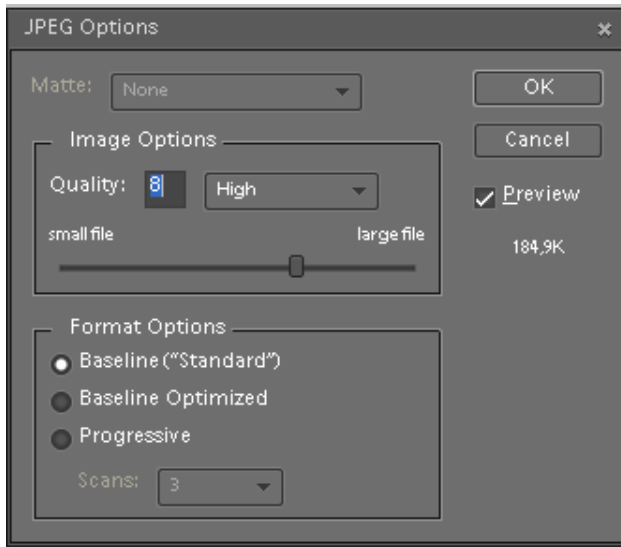 JPEG Options
Matte: None
OK
Image Options
Cancel
Quality: 8 High
Preview
small file large file
184,9K
Format Options
Baseline ("Standard")
Baseline Optimized
Progressive
Scans: 3